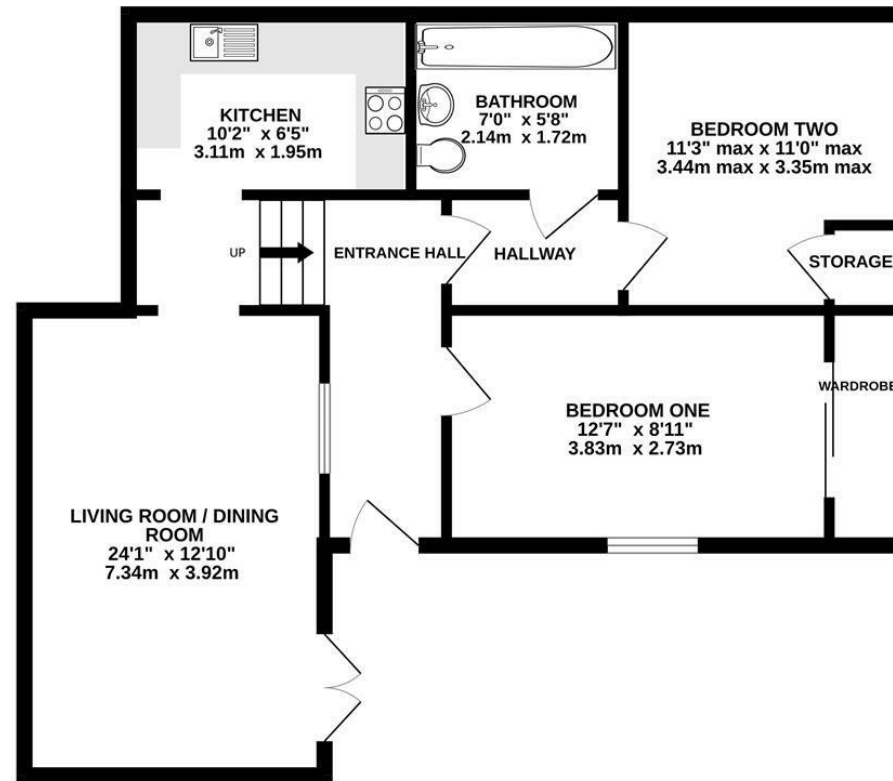 KITCHEN
10'2" x 6'5"
3.11m x 1.95m
BATHROOM
7'0" x 5'8"
2.14m x 1.72m
BEDROOM TWO
11'3" max x 11'0" max
3.44m max x 3.35m max
UP
ENTRANCE HALL
HALLWAY
STORAGE
BEDROOM ONE
12'7" x 8'11"
3.83m x 2.73m
WARDROBE
LIVING ROOM / DINING
ROOM
24'1" x 12'10"
7.34m x 3.92m